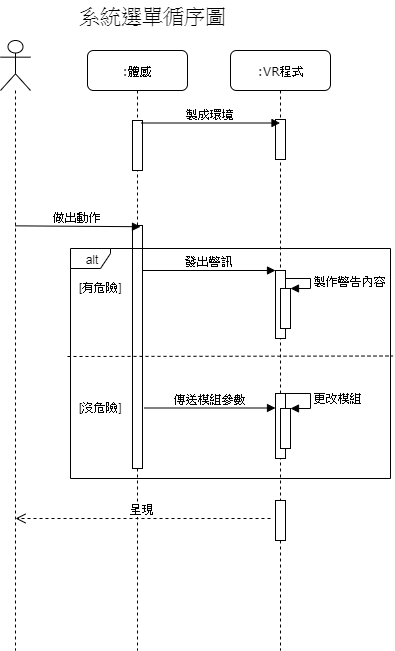 系統選單循序圖
:體感
:VR程式
製成環境
做出動作
alt
發出警訊
[有危險]
製作警告內容
[沒危險]
傳送模組參數
更改模組
呈現